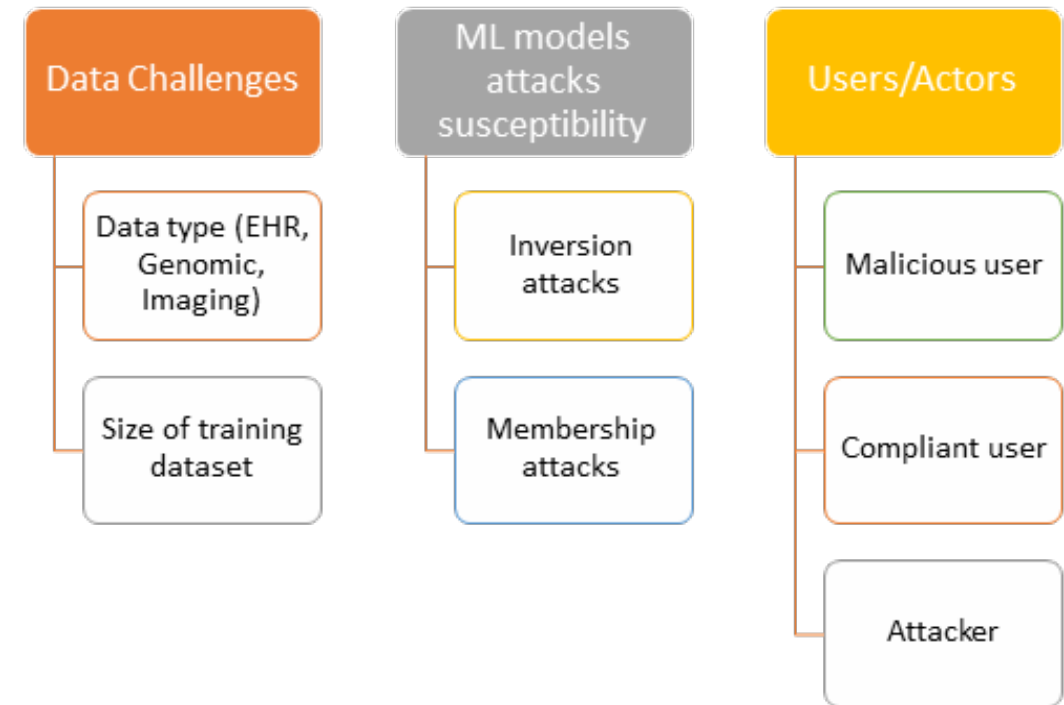 Data Challenges
Data type (EHR,
Genomic,
Imaging)
Size of training
dataset
ML models
attacks
susceptibility
Inversion
attacks
Membership
attacks
Users/Actors
Malicious user
Compliant user
Attacker